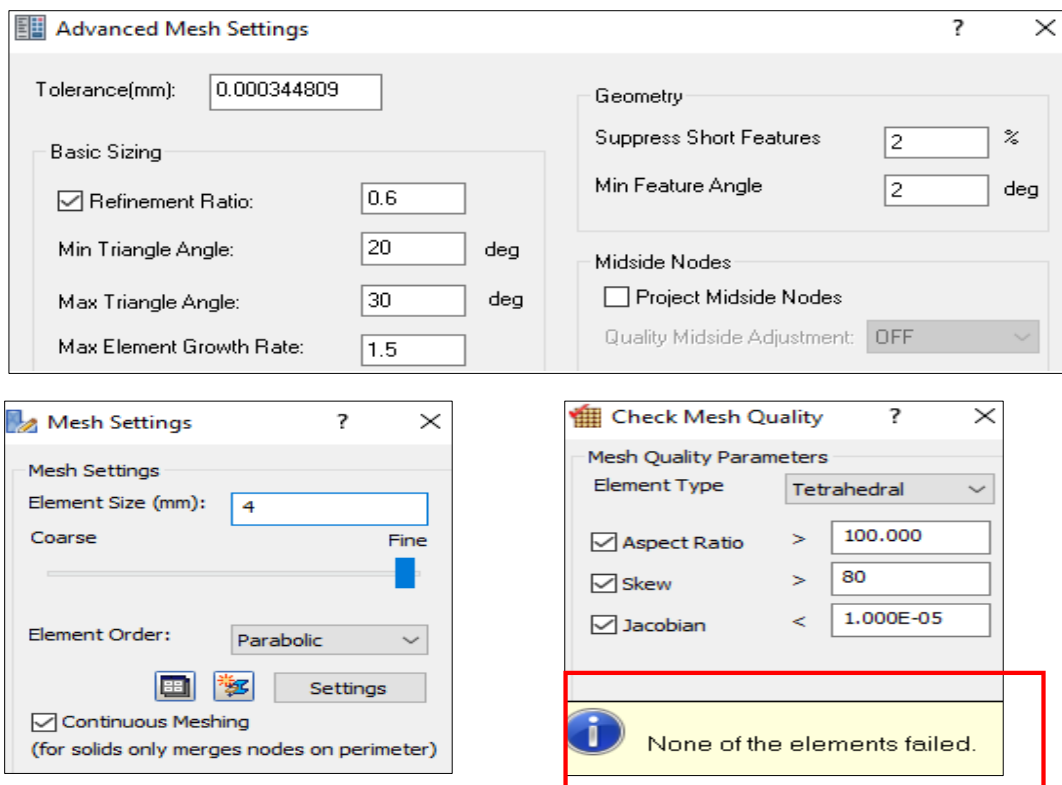 Advanced Mesh Settings ? ×
Tolerance(mm): 0.000344809
Basic Sizing
Refinement Ratio: 0.6
Min Triangle Angle: 20 deg
Max Triangle Angle: 30 deg
Max Element Growth Rate: 1.5
Geometry
Suppress Short Features 2 %
Min Feature Angle 2 deg
Midside Nodes
Project Midside Nodes
Quality Midside Adjustment: OFF
Mesh Settings ? ×
Mesh Settings
Element Size (mm): 4
Coarse Fine
Element Order: Parabolic
Settings
Continuous Meshing
(for solids only merges nodes on perimeter)
Check Mesh Quality ? ×
Mesh Quality Parameters
Element Type Tetrahedral
Aspect Ratio > 100.000
Skew > 80
Jacobian < 1.000E-05
None of the elements failed.